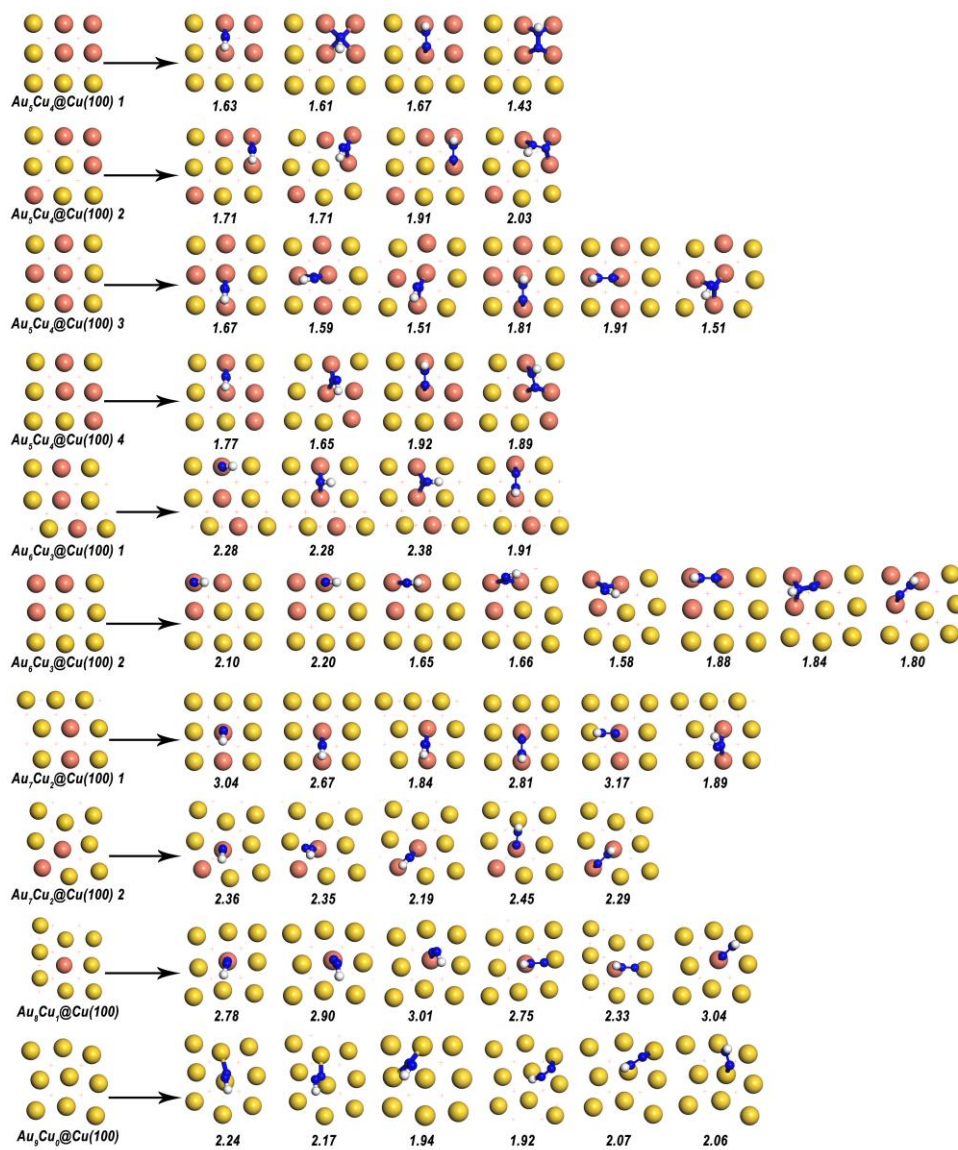 Au₅Cu₄@Cu(100) 1
1.63 1.61 1.67 1.43
Au₅Cu₄@Cu(100) 2
1.71 1.71 1.91 2.03
Au₅Cu₄@Cu(100) 3
1.67 1.59 1.51 1.81 1.91 1.51
Au₅Cu₄@Cu(100) 4
1.77 1.65 1.92 1.89
Au₆Cu₃@Cu(100) 1
2.28 2.28 2.38 1.91
Au₆Cu₃@Cu(100) 2
2.10 2.20 1.65 1.66 1.58 1.88 1.84 1.80
Au₇Cu₂@Cu(100) 1
3.04 2.67 1.84 2.81 3.17 1.89
Au₇Cu₂@Cu(100) 2
2.36 2.35 2.19 2.45 2.29
Au₈Cu₁@Cu(100)
2.78 2.90 3.01 2.75 2.33 3.04
Au₉Cu₀@Cu(100)
2.24 2.17 1.94 1.92 2.07 2.06